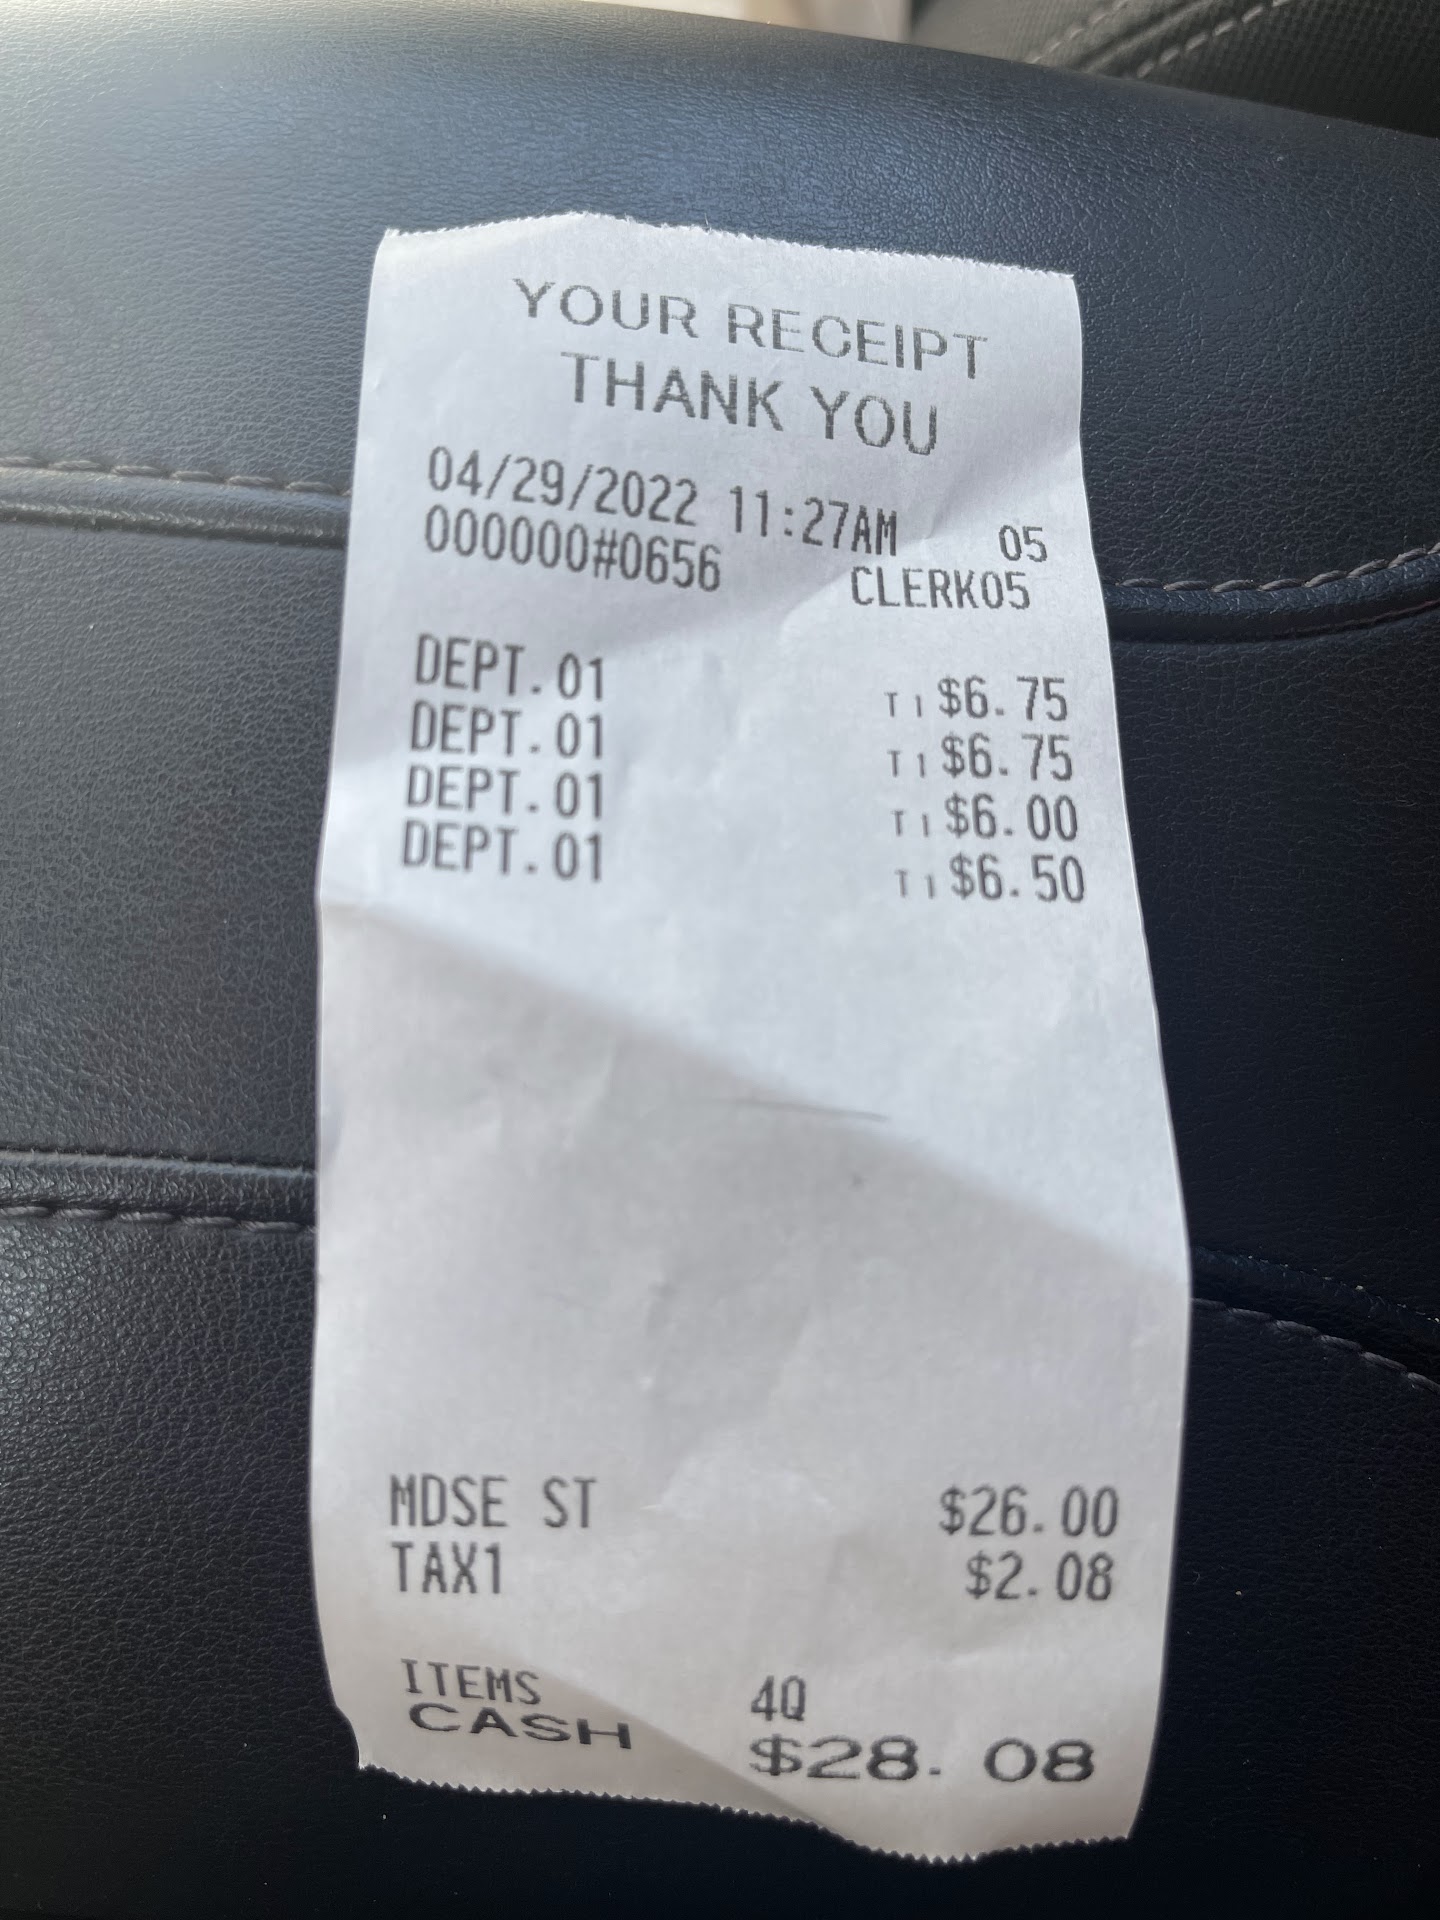 YOUR RECEIPT
THANK YOU
04/29/2022 11:27AM 05
000000#0656 CLERK05
DEPT.01 T1 $6.75
DEPT.01 T1 $6.75
DEPT.01 T1 $6.00
DEPT.01 T1 $6.50
MDSE ST $26.00
TAX1 $2.08
ITEMS 4Q
CASH $28.08